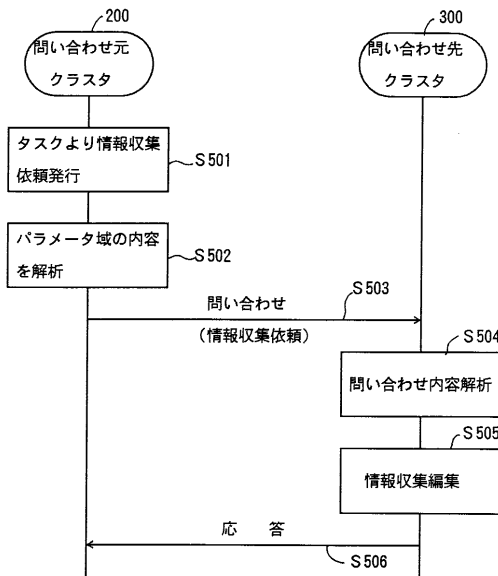 200
300
問い合わせ元
クラスタ
問い合わせ先
クラスタ
タスクより情報収集
依頼発行
S501
パラメータ域の内容
を解析
S502
問い合わせ
S503
(情報収集依頼)
S504
問い合わせ内容解析
S505
情報収集編集
応 答
S506